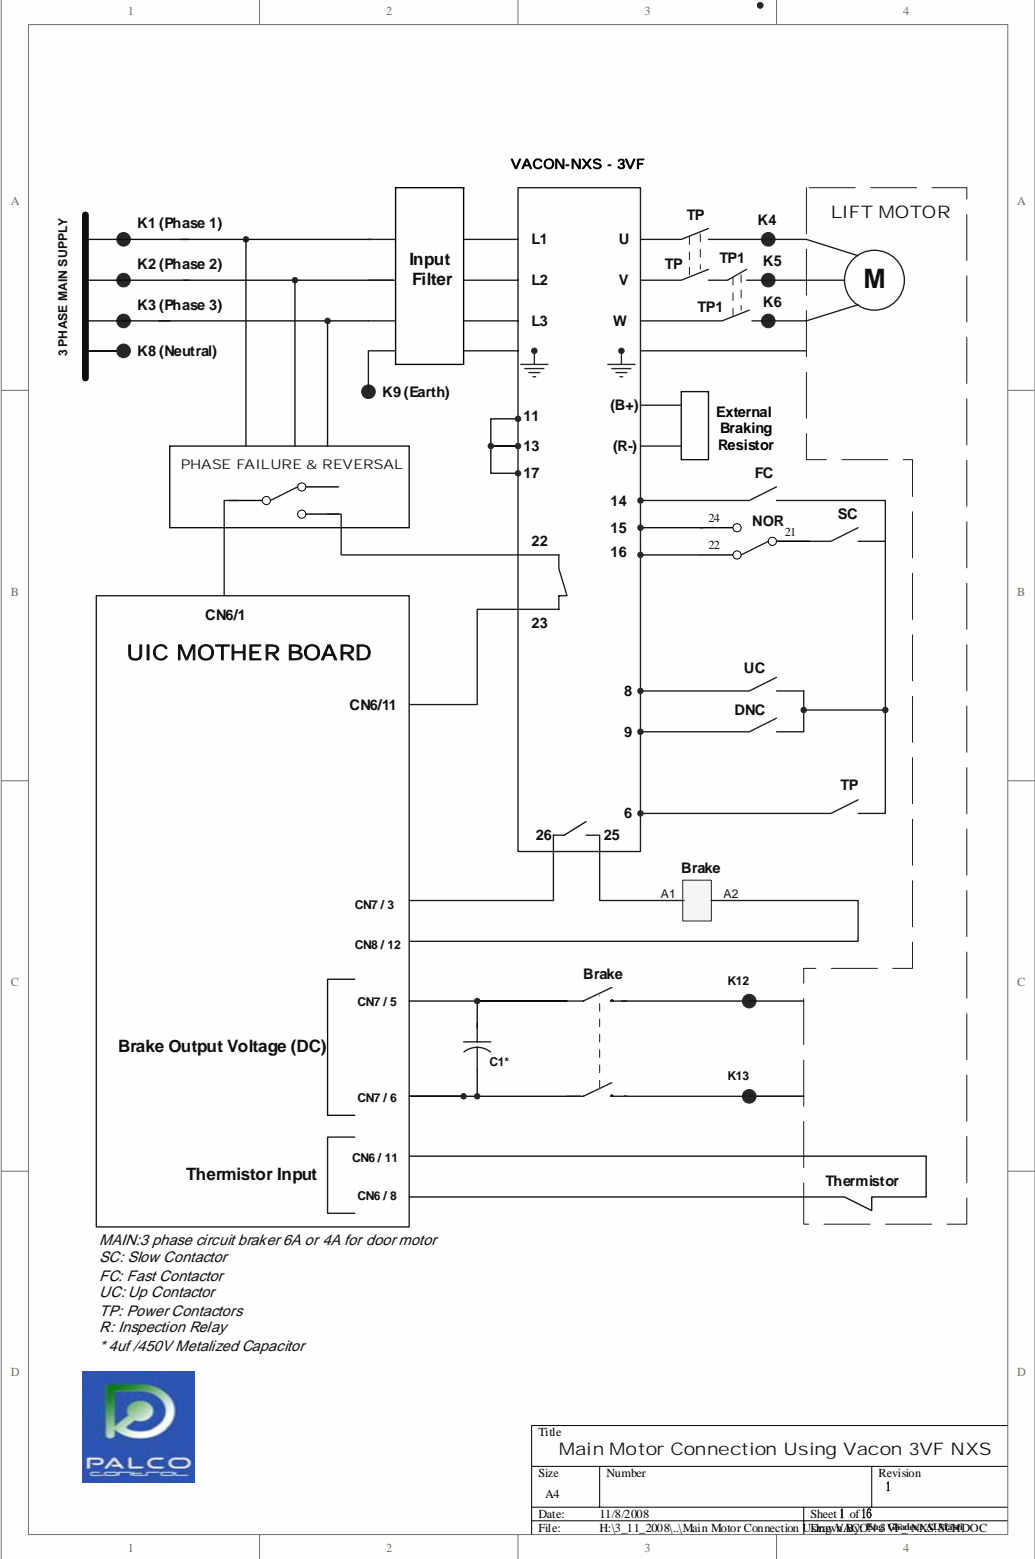 1 2 3 4
VACON-NXS - 3VF
A A
3 PHASE MAIN SUPPLY
K1 (Phase 1)
K2 (Phase 2)
K3 (Phase 3)
K8 (Neutral)
K9 (Earth)
Input
Filter
L1
L2
L3
U
V
W
TP
TP
TP1
TP1
K4
K5
K6
LIFT MOTOR
M
11
13
17
(B+)
(R-)
External
Braking
Resistor
PHASE FAILURE & REVERSAL
14
15
16
FC
24
NOR
22
21
SC
22
23
B B
CN6/1
UIC MOTHER BOARD
CN6/11
8
9
UC
DNC
6
TP
26
25
Brake
A1
A2
CN7 / 3
CN8 / 12
C C
Brake
K12
CN7 / 5
Brake Output Voltage (DC)
C1*
CN7 / 6
K13
Thermistor Input
CN6 / 11
CN6 / 8
Thermistor
MAIN:3 phase circuit braker 6A or 4A for door motor
SC: Slow Contactor
FC: Fast Contactor
UC: Up Contactor
TP: Power Contactors
R: Inspection Relay
* 4uf /450V Metalized Capacitor
D D
PALCO
CONTROL
Title
Main Motor Connection Using Vacon 3VF NXS
Size
A4
Number
Revision
1
Date: 11/8/2008 Sheet 1 of 16
File: H:\3_11_2008\..\Main Motor Connection
1 2 3 4